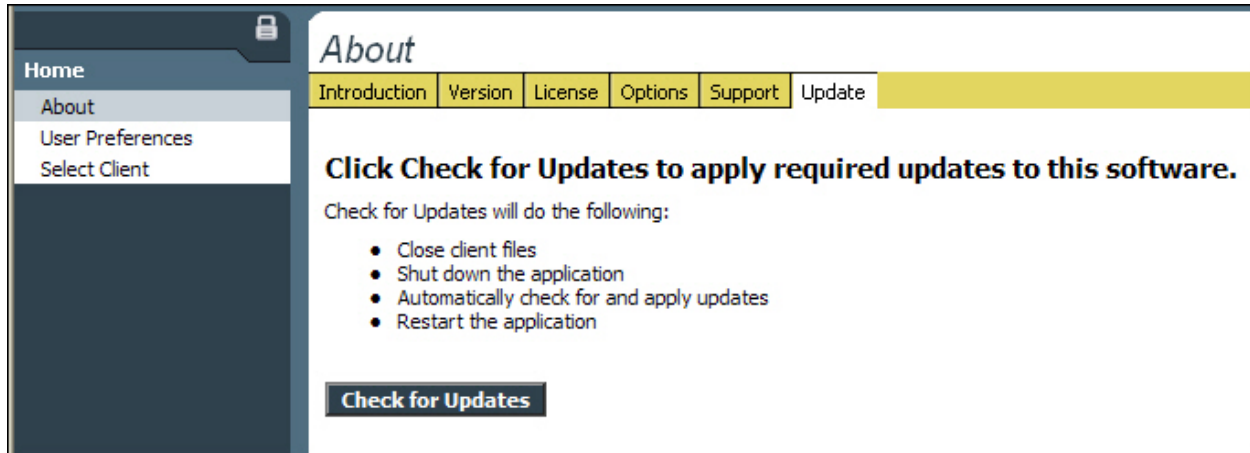 Home
About
User Preferences
Select Client
About
Introduction Version License Options Support Update
Click Check for Updates to apply required updates to this software.
Check for Updates will do the following:
● Close client files
● Shut down the application
● Automatically check for and apply updates
● Restart the application
Check for Updates